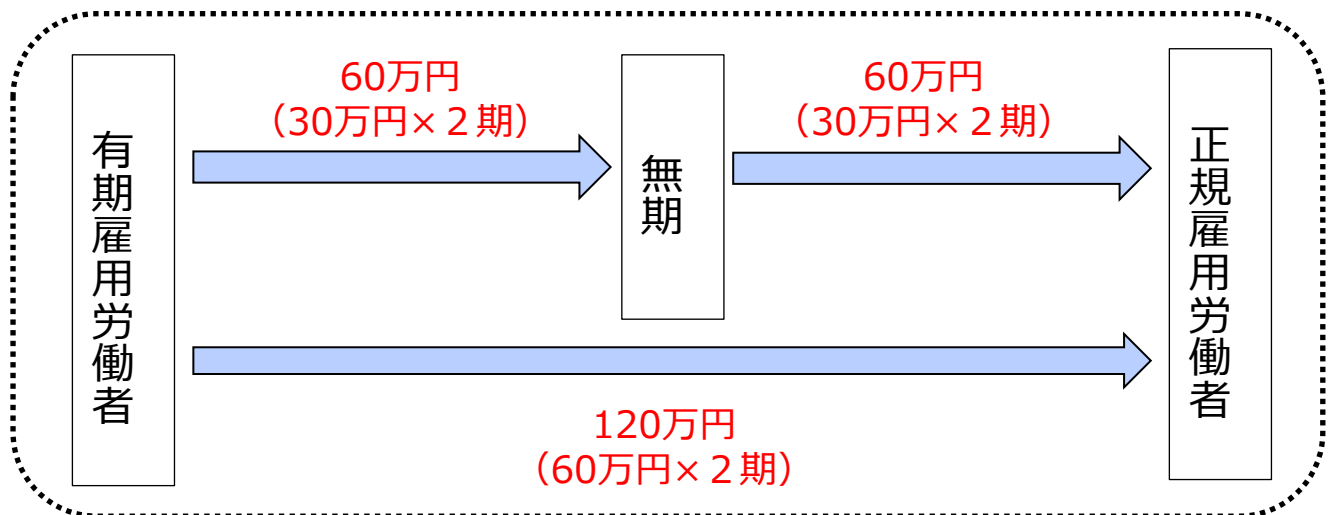 有期雇用労働者
60万円
（30万円×２期）
無期
60万円
（30万円×２期）
正規雇用労働者
120万円
（60万円×２期）